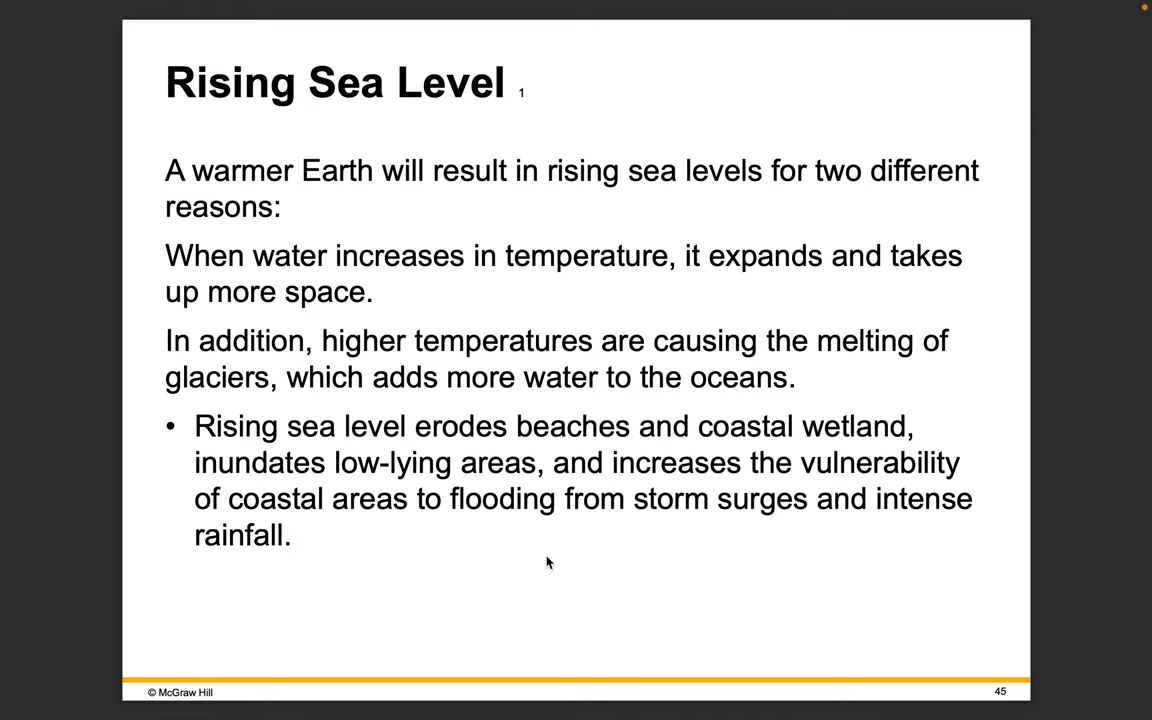 Rising Sea Level 1
A warmer Earth will result in rising sea levels for two different
reasons:
When water increases in temperature, it expands and takes
up more space.
In addition, higher temperatures are causing the melting of
glaciers, which adds more water to the oceans.
• Rising sea level erodes beaches and coastal wetland,
inundates low-lying areas, and increases the vulnerability
of coastal areas to flooding from storm surges and intense
rainfall.
© McGraw Hill
45